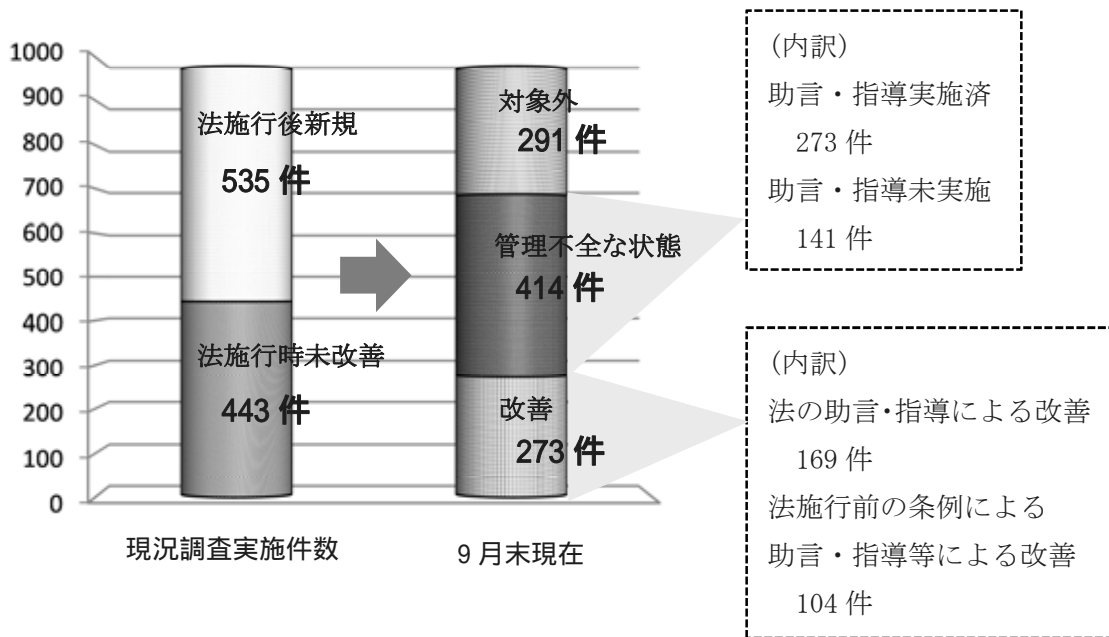 1000
900
800
700
600
500
400
300
200
100
0
法施行後新規
535 件
法施行時未改善
443 件
現況調査実施件数
対象外
291 件
管理不全な状態
414 件
改善
273 件
9 月末現在
(内訳)
助言・指導実施済
273 件
助言・指導未実施
141 件
(内訳)
法の助言・指導による改善
169 件
法施行前の条例による
助言・指導等による改善
104 件